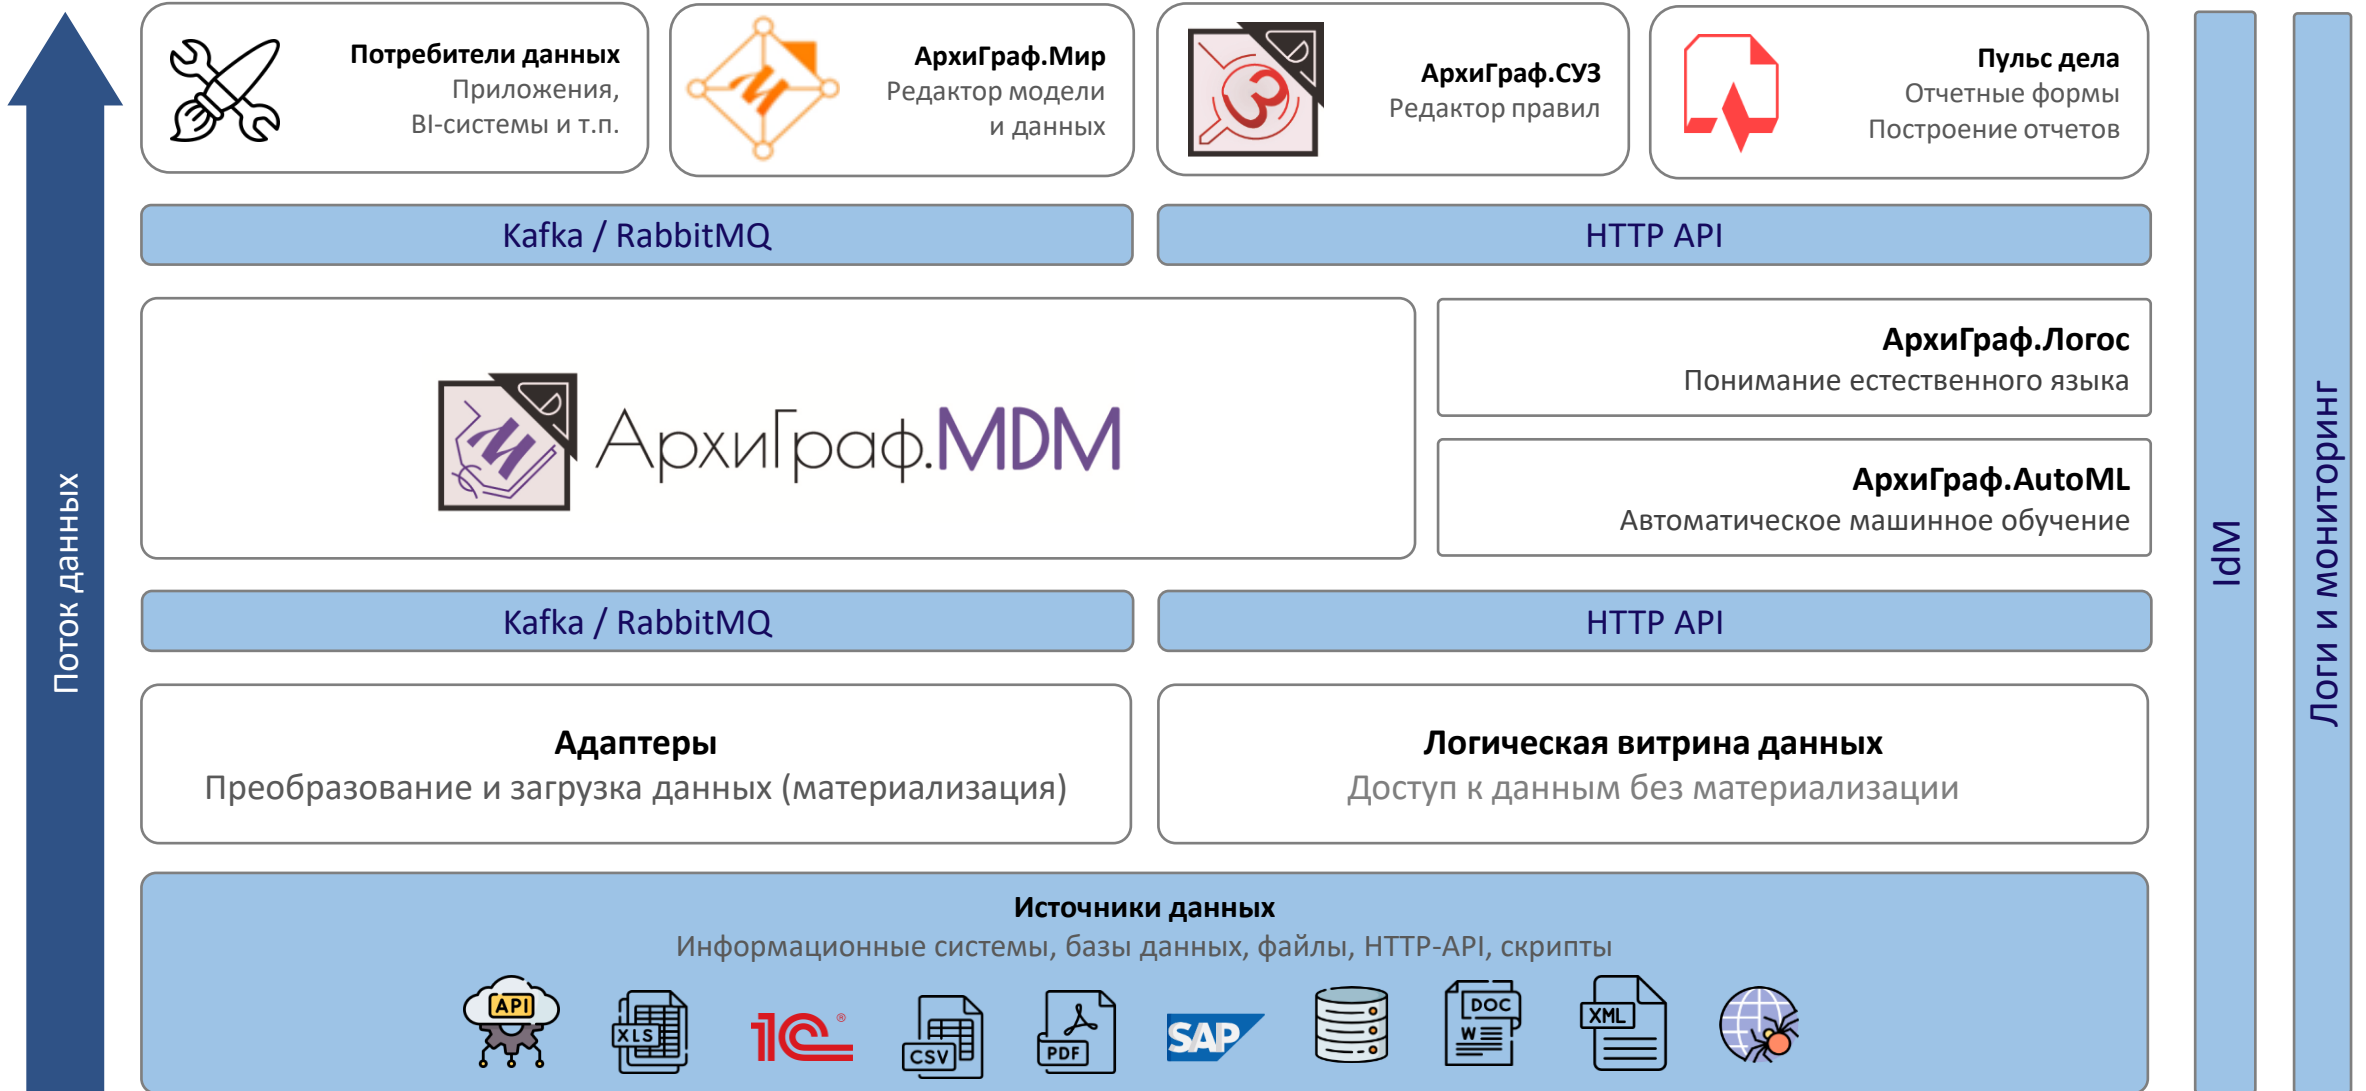 Поток данных
Потребители данных
Приложения,
BI-системы и т.п.
АрхиГраф.Мир
Редактор модели
и данных
АрхиГраф.СУЗ
Редактор правил
Пульс дела
Отчетные формы
Построение отчетов
Kafka / RabbitMQ
HTTP API
АрхиГраф.MDM
АрхиГраф.Логос
Понимание естественного языка
АрхиГраф.AutoML
Автоматическое машинное обучение
Kafka / RabbitMQ
HTTP API
Адаптеры
Преобразование и загрузка данных (материализация)
Логическая витрина данных
Доступ к данным без материализации
Источники данных
Информационные системы, базы данных, файлы, HTTP-API, скрипты
API
XLS
1C®
CSV
PDF
SAP
DOC
W
XML
IdM
Логи и мониторинг